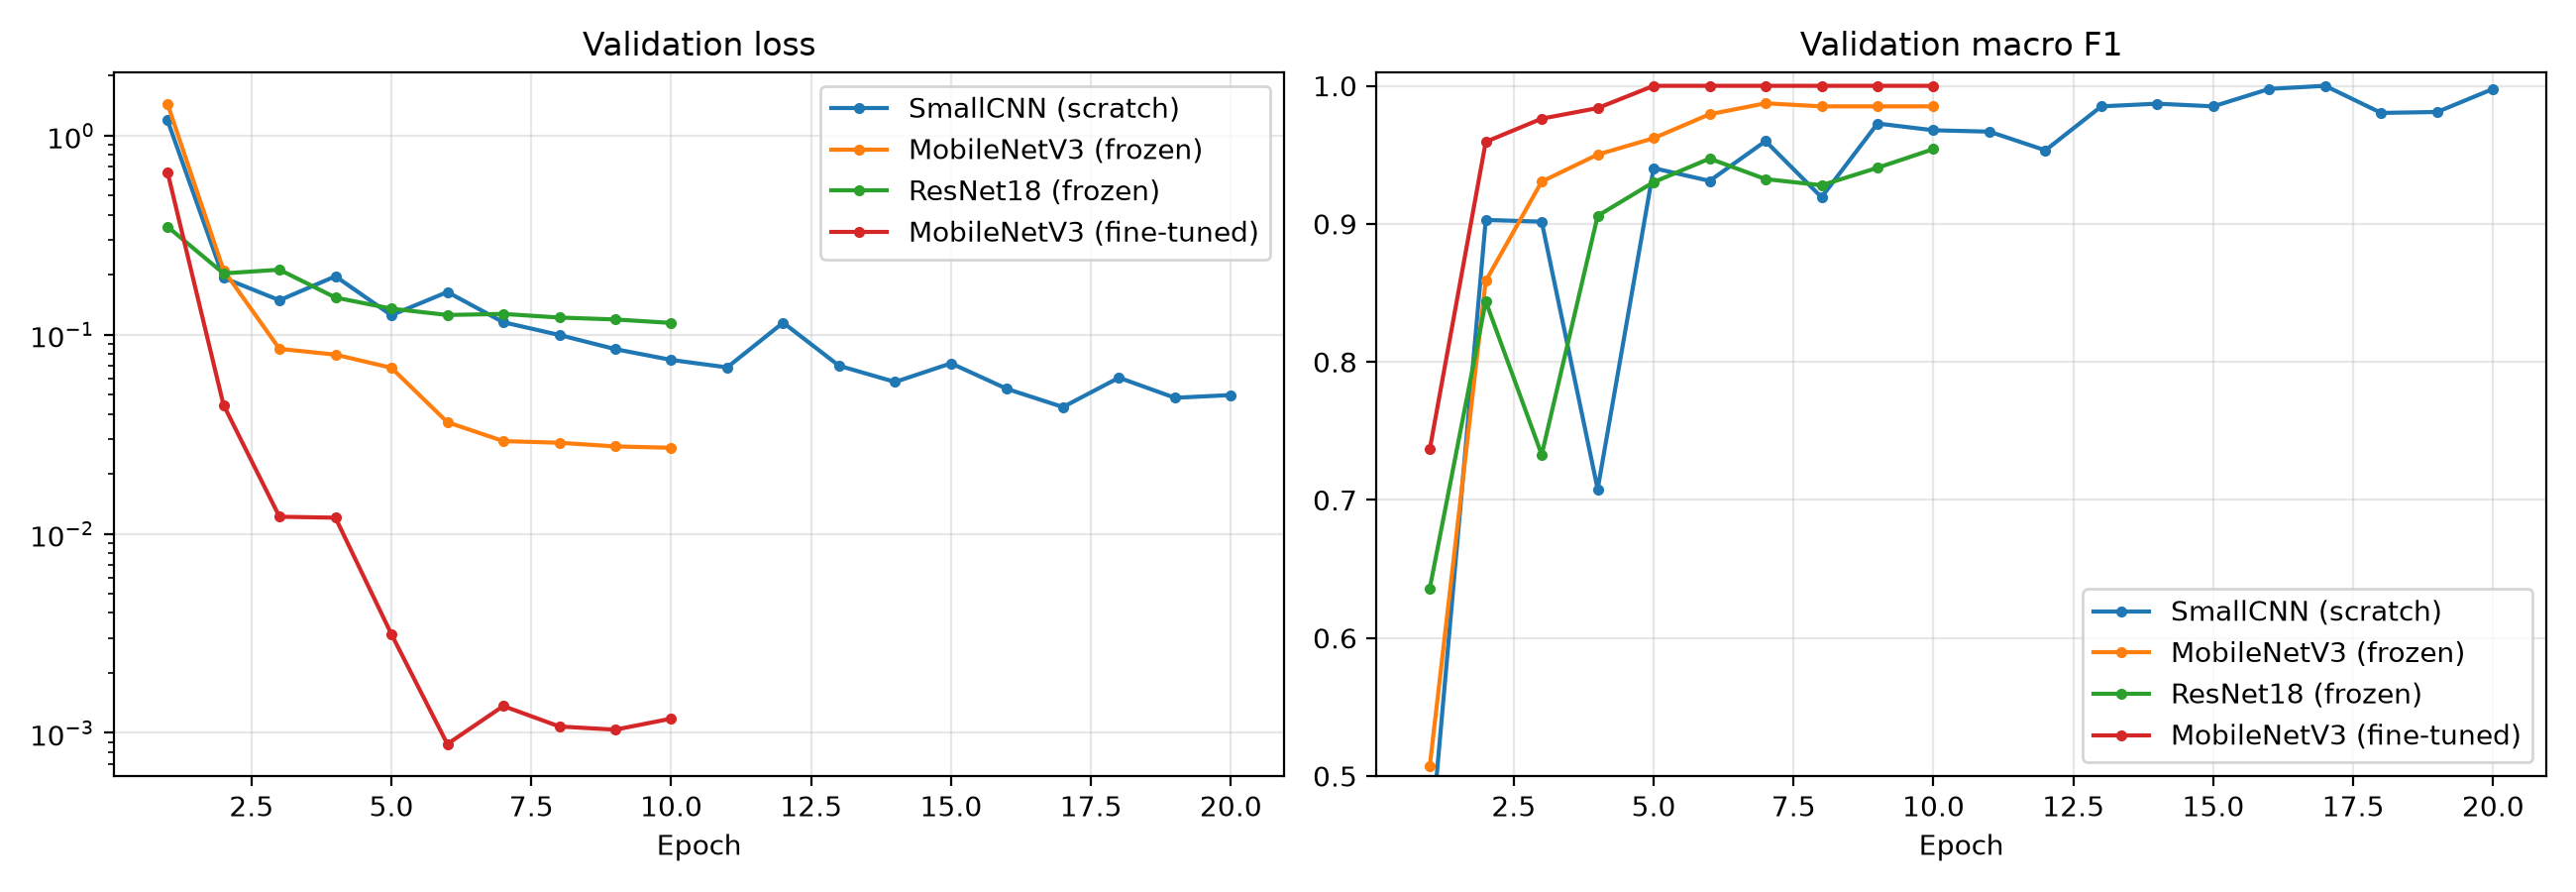 Validation loss
10⁰
10⁻¹
10⁻²
10⁻³
SmallCNN (scratch)
MobileNetV3 (frozen)
ResNet18 (frozen)
MobileNetV3 (fine-tuned)
2.5 5.0 7.5 10.0 12.5 15.0 17.5 20.0
Epoch
Validation macro F1
1.0
0.9
0.8
0.7
0.6
0.5
SmallCNN (scratch)
MobileNetV3 (frozen)
ResNet18 (frozen)
MobileNetV3 (fine-tuned)
2.5 5.0 7.5 10.0 12.5 15.0 17.5 20.0
Epoch